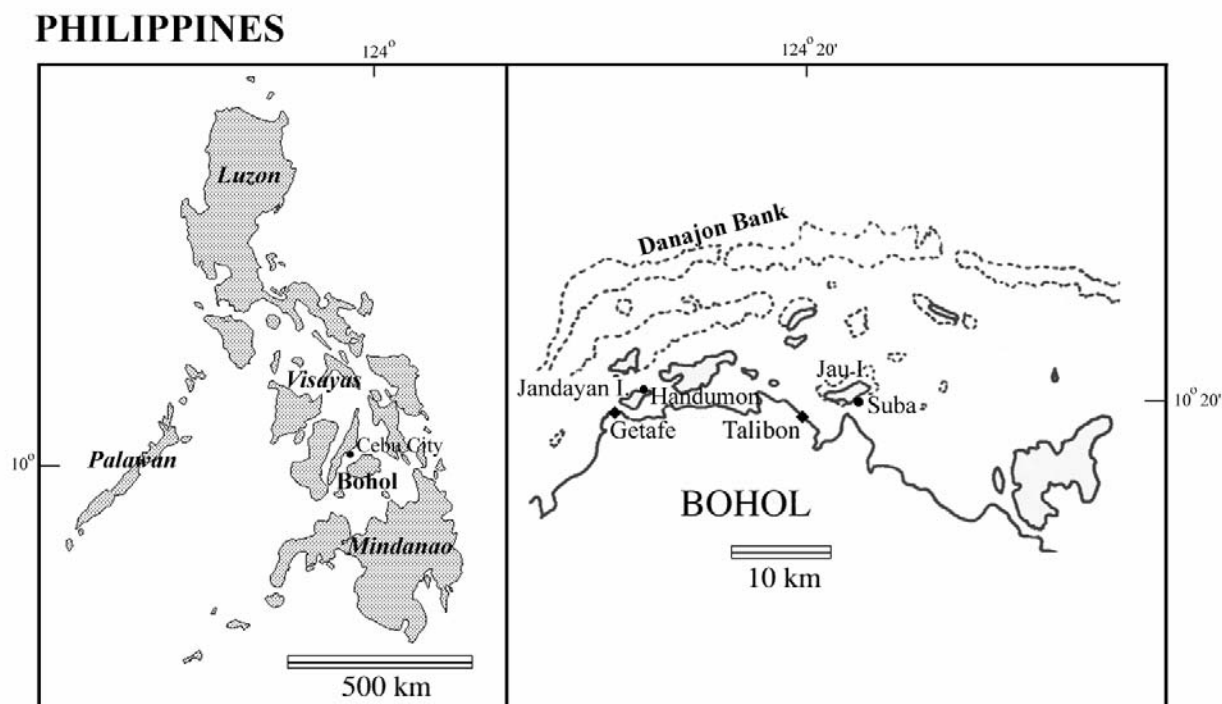 PHILIPPINES
124°
Luzon
Visayas
Cebu City
10°
Palawan
Bohol
Mindanao
500 km
124° 20'
Danajon Bank
Jau I.
Jandayan I.
Handumon
Suba
10° 20'
Getafe
Talibon
BOHOL
10 km